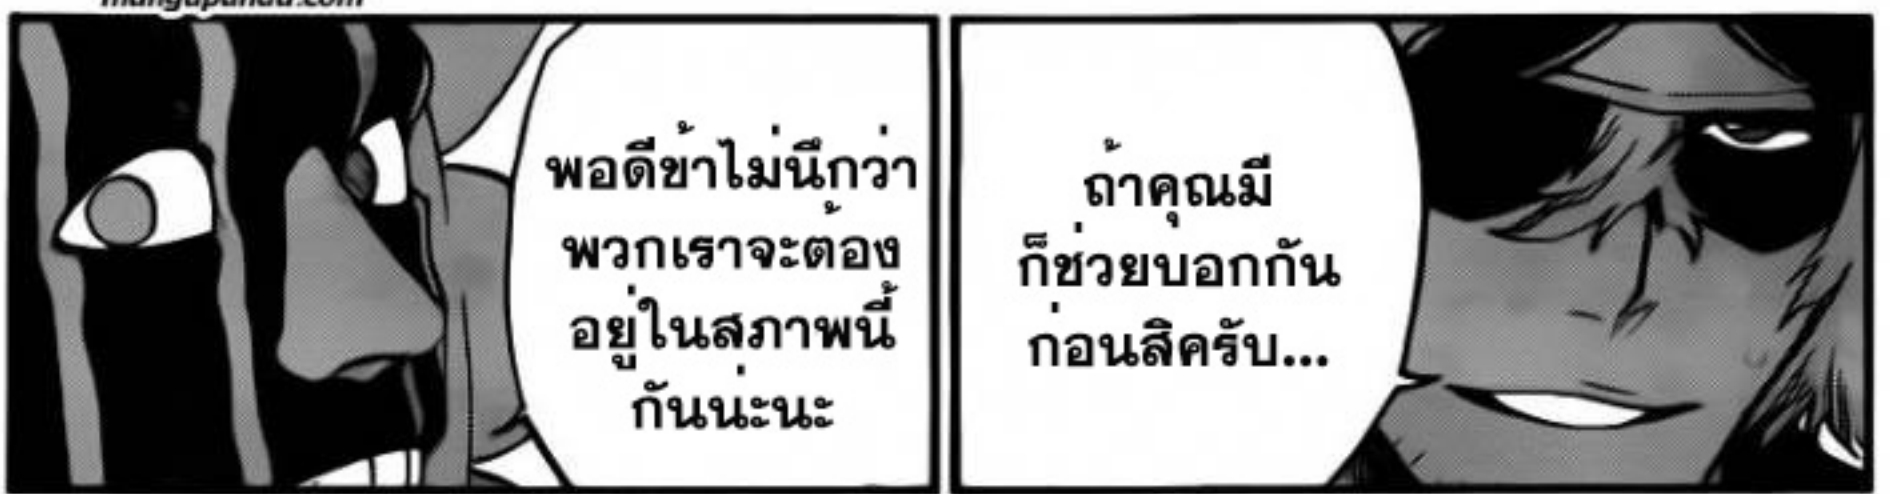 mangapanda.com
ถ้าคุณมี
ก็ช่วยบอกกัน
ก่อนสิครับ...
พอดีข้าไม่นึกว่า
พวกเราจะต้อง
อยู่ในสภาพนี้
กันน่ะนะ